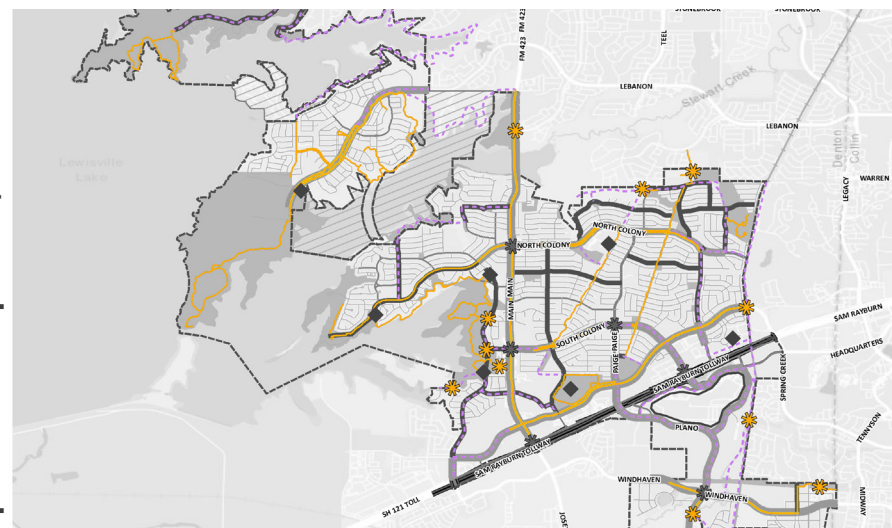 STONEBROOK
STONEBROOK
FM 423
FM 423
TEEL
LEBANON
Stewart Creek
LEBANON
Denton
Collin
Lewisville
Lake
LEGACY
WARREN
NORTH COLONY
NORTH COLONY
MAIN
MAIN
SOUTH COLONY
PAIGE
PAIGE
SAM RAYBURN
HEADQUARTERS
SAM RAYBURN TOLLWAY
SPRING CREEK
PLANO
TENNYSON
SAM RAYBURN TOLLWAY
SH 121 TOLL
WINDHAVEN
WINDHAVEN
MIDWAY